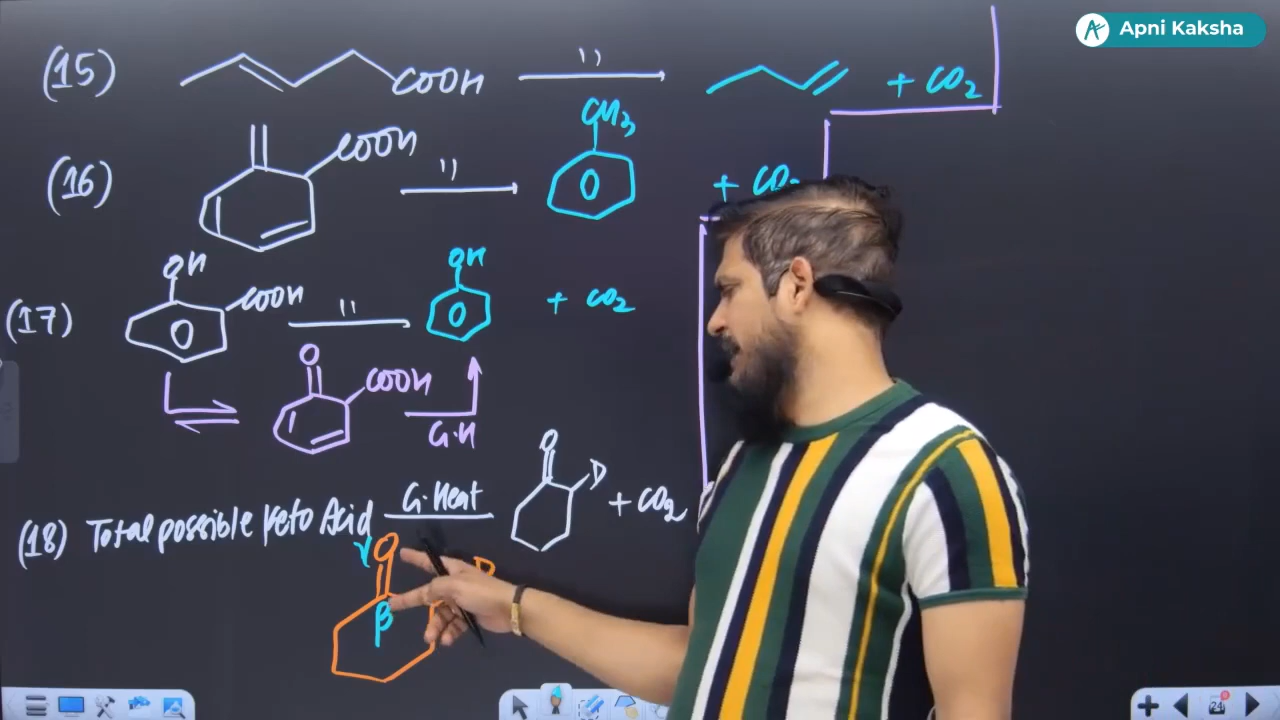 Apni Kaksha
(15) COOH '' + CO2
(16) COOH '' CH3 + CO2
(17) OH COOH '' OH + CO2
O COOH G.H
(18) Total possible Keto Acid G.Heat O D + CO2
γ O D
β
24